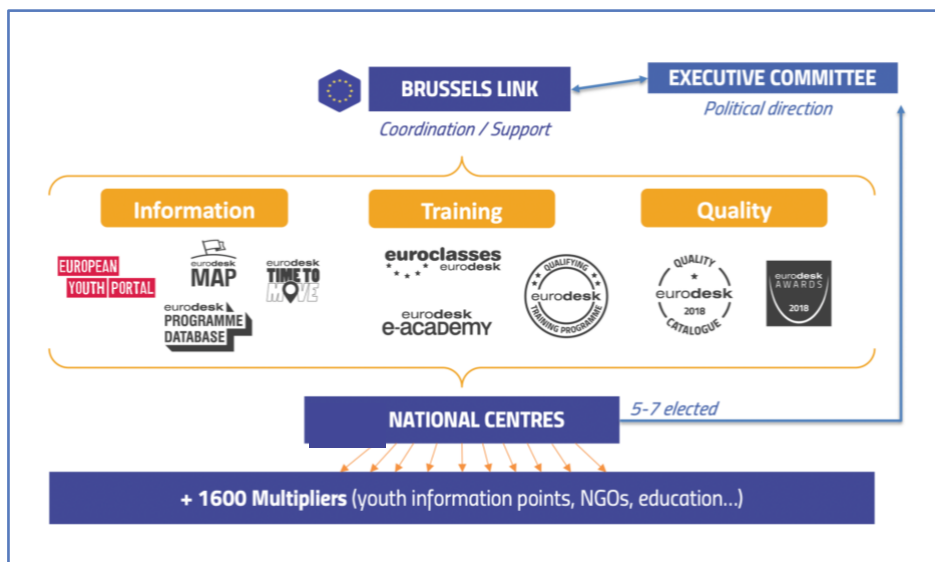 BRUSSELS LINK
EXECUTIVE COMMITTEE
Coordination / Support
Political direction
Information
Training
Quality
EUROPEAN
YOUTH PORTAL
eurodesk
MAP
eurodesk
TIME TO
MOVE
eurodesk
PROGRAMME
DATABASE
euroclasses
eurodesk
eurodesk
e-academy
QUALIFYING
eurodesk
TRAINING PROGRAMME
QUALITY
eurodesk
2018
CATALOGUE
eurodesk
AWARDS
2018
NATIONAL CENTRES
5-7 elected
+ 1600 Multipliers (youth information points, NGOs, education...)